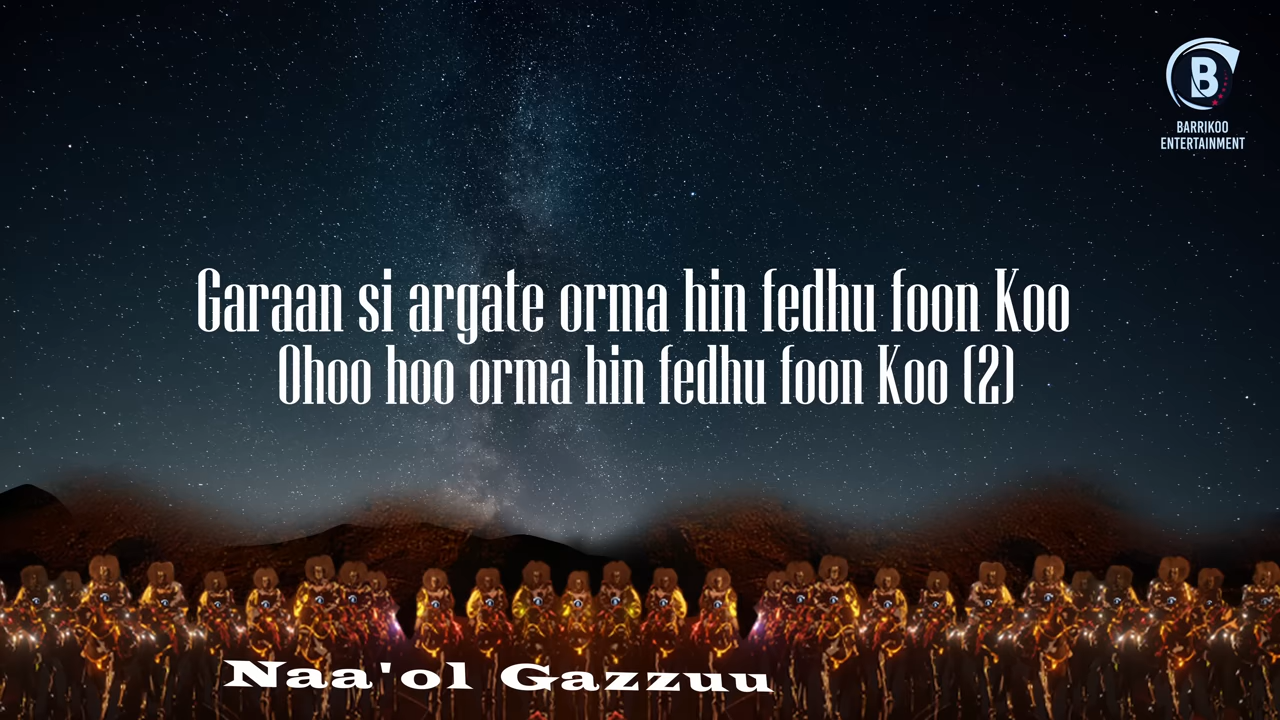 BARRIKOO
ENTERTAINMENT
Garaan si argate orma hin fedhu foon Koo
Ohoo hoo orma hin fedhu foon Koo (2)
Naa'ol Gazzuu